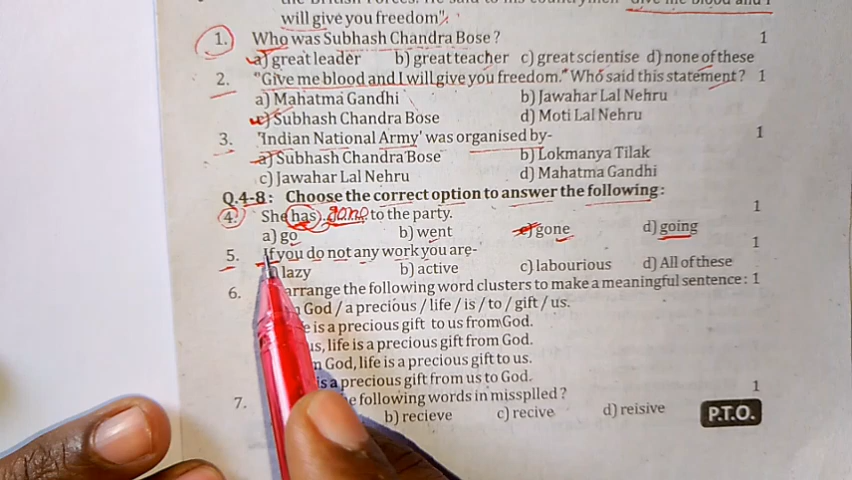 will give you freedom".
1. Who was Subhash Chandra Bose ? 1
a) great leader b) great teacher c) great scientise d) none of these
2. "Give me blood and I will give you freedom." Who said this statement ? 1
a) Mahatma Gandhi b) Jawahar Lal Nehru
c) Subhash Chandra Bose d) Moti Lal Nehru
3. 'Indian National Army' was organised by- 1
a) Subhash Chandra Bose b) Lokmanya Tilak
c) Jawahar Lal Nehru d) Mahatma Gandhi
Q.4-8: Choose the correct option to answer the following:
4. She has gone to the party. 1
a) go b) went c) gone d) going
5. If you do not any work you are- 1
lazy b) active c) labourious d) All of these
6. arrange the following word clusters to make a meaningful sentence: 1
God / a precious / life / is / to / gift / us.
is a precious gift to us from God.
us, life is a precious gift from God.
God, life is a precious gift to us.
is a precious gift from us to God.
7. following words in missplled ? 1
b) recieve c) recive d) reisive P.T.O.